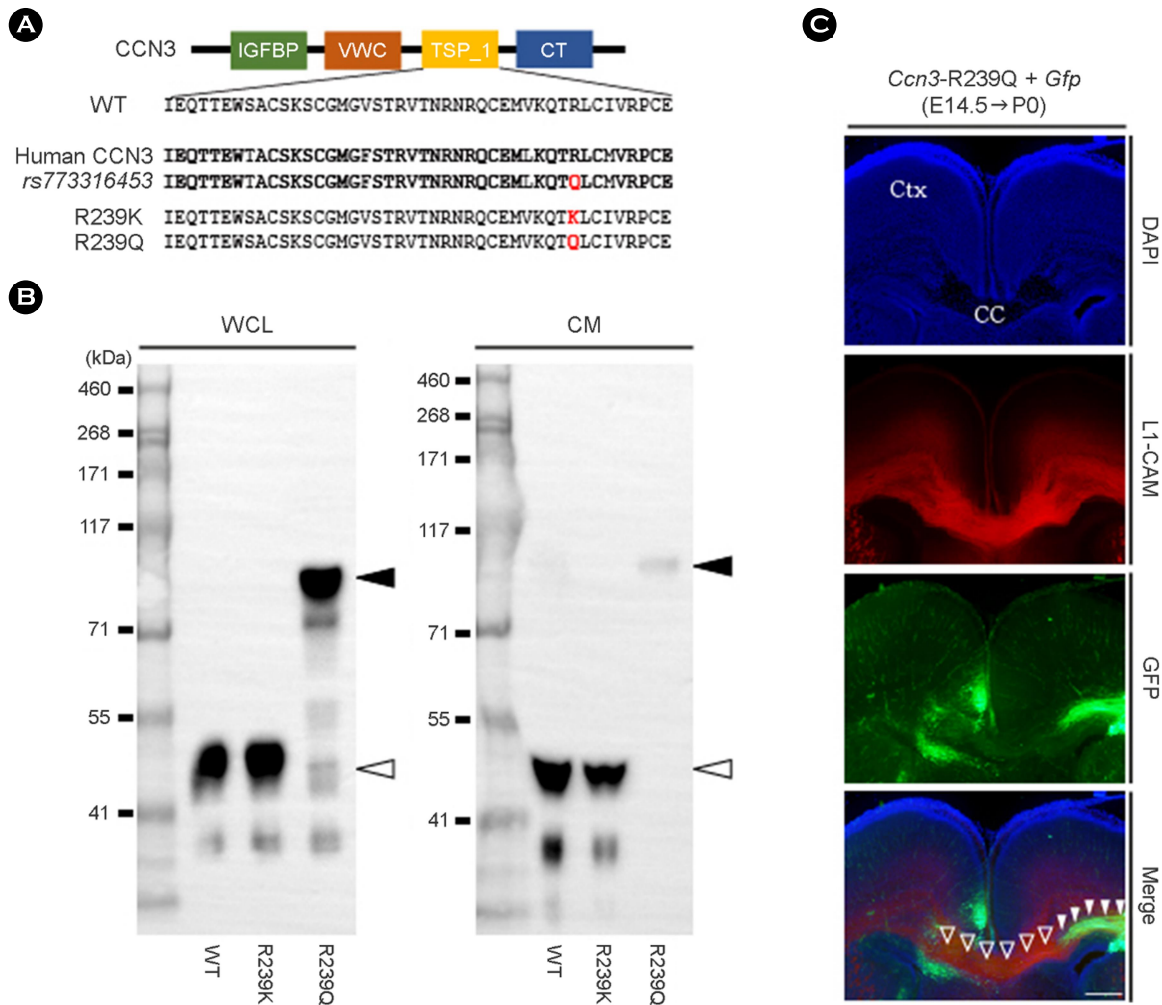 A
CCN3 IGFBP VWC TSP_1 CT
WT IEQTTEWSACSKSCGMGVSTRVTNRNRQCEMVKQTRLCIVRPCE
Human CCN3 IEQTTEWTACSKSCGMGFSTRVTNRNRQCEMLKQTRLCMVRPCE
rs773316453 IEQTTEWTACSKSCGMGFSTRVTNRNRQCEMLKQTQLCMVRPCE
R239K IEQTTEWSACSKSCGMGVSTRVTNRNRQCEMVKQTKLCIVRPCE
R239Q IEQTTEWSACSKSCGMGVSTRVTNRNRQCEMVKQTQLCIVRPCE
B
WCL
(kDa)
460
268
171
117
71
55
41
WT
R239K
R239Q
CM
460
268
171
117
71
55
41
WT
R239K
R239Q
C
Ccn3-R239Q + Gfp
(E14.5→P0)
Ctx
CC
DAPI
L1-CAM
GFP
Merge